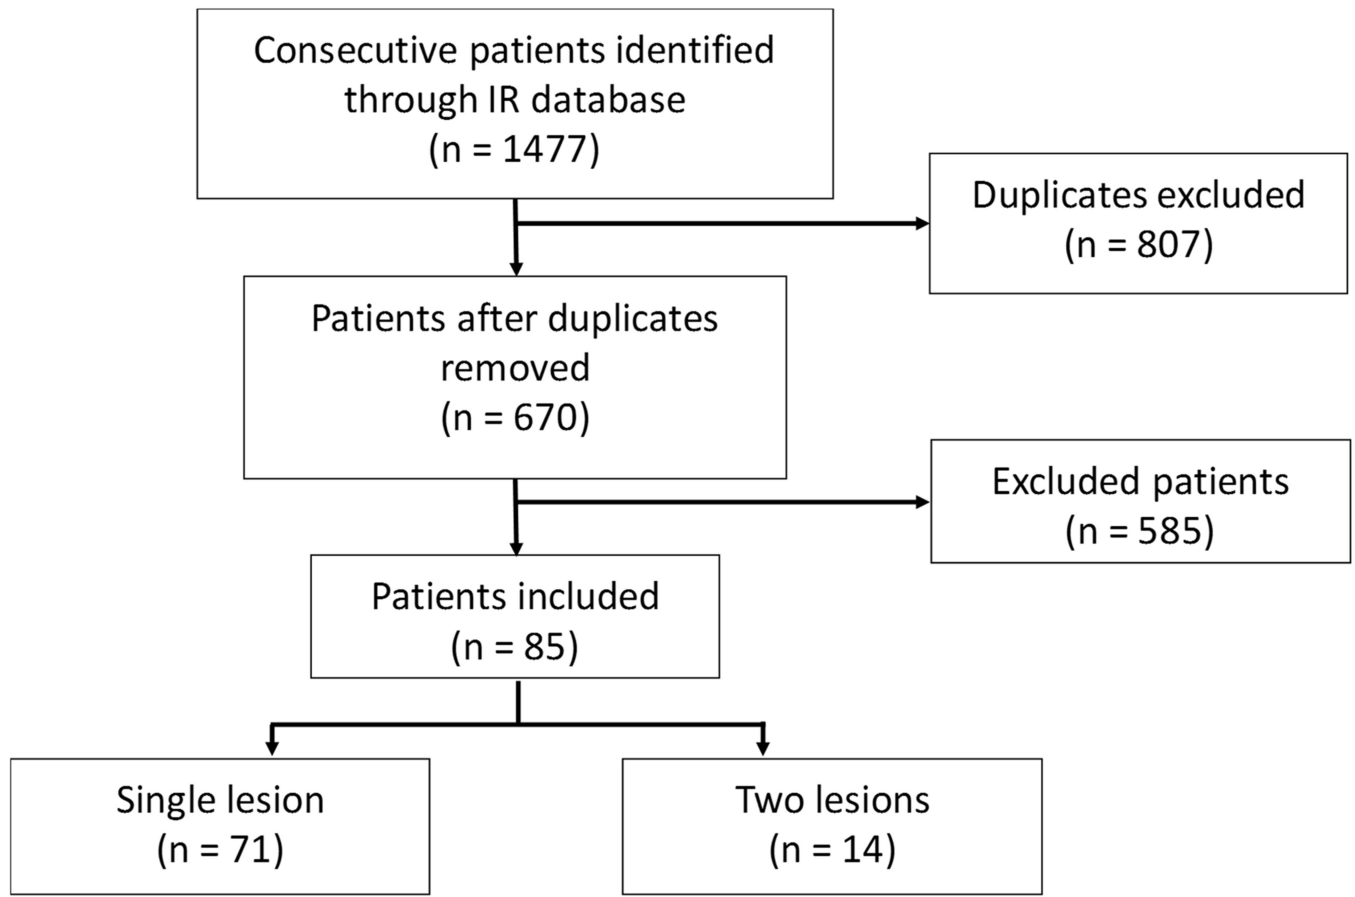 Consecutive patients identified
through IR database
(n = 1477)
Duplicates excluded
(n = 807)
Patients after duplicates
removed
(n = 670)
Excluded patients
(n = 585)
Patients included
(n = 85)
Single lesion
(n = 71)
Two lesions
(n = 14)